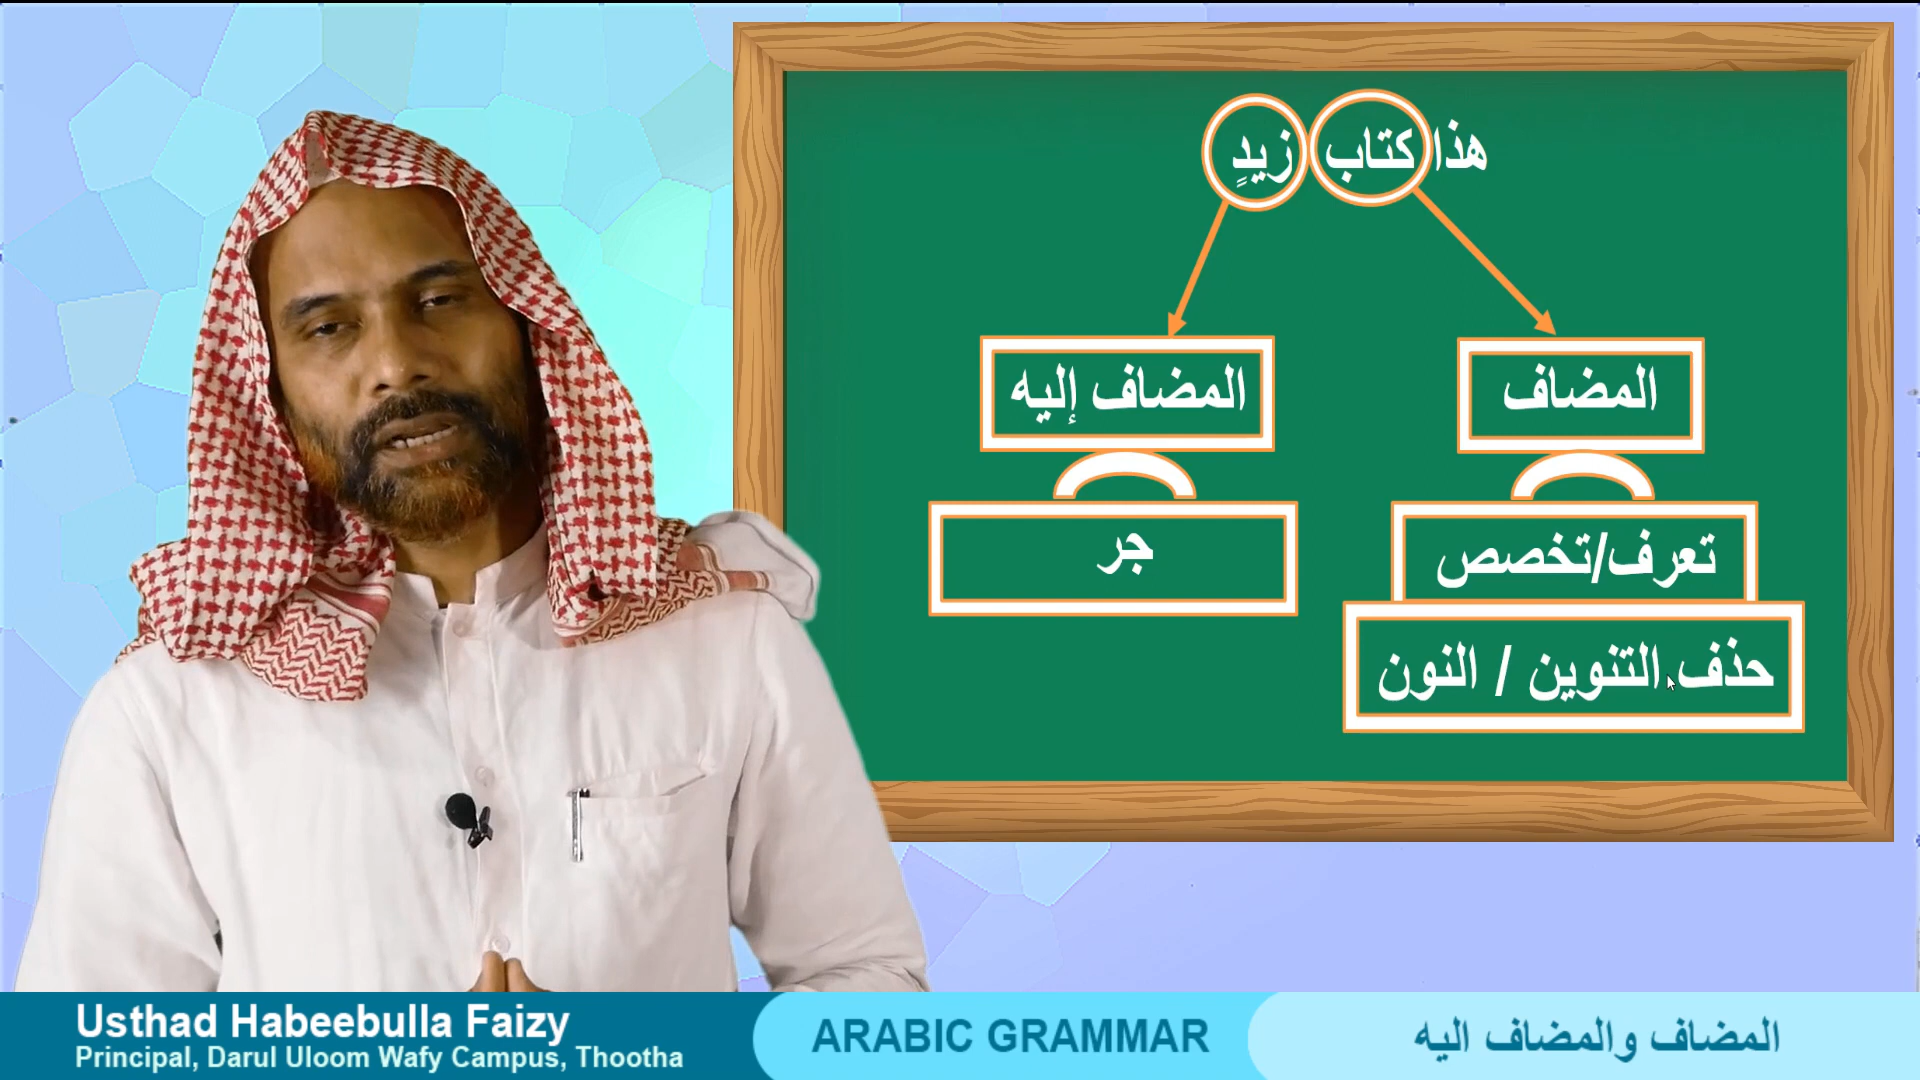 هذا كتاب زيدٍ
المضاف
المضاف إليه
تعرف/تخصص
جر
حذف التنوين / النون
Usthad Habeebulla Faizy
Principal, Darul Uloom Wafy Campus, Thootha
ARABIC GRAMMAR
المضاف والمضاف اليه